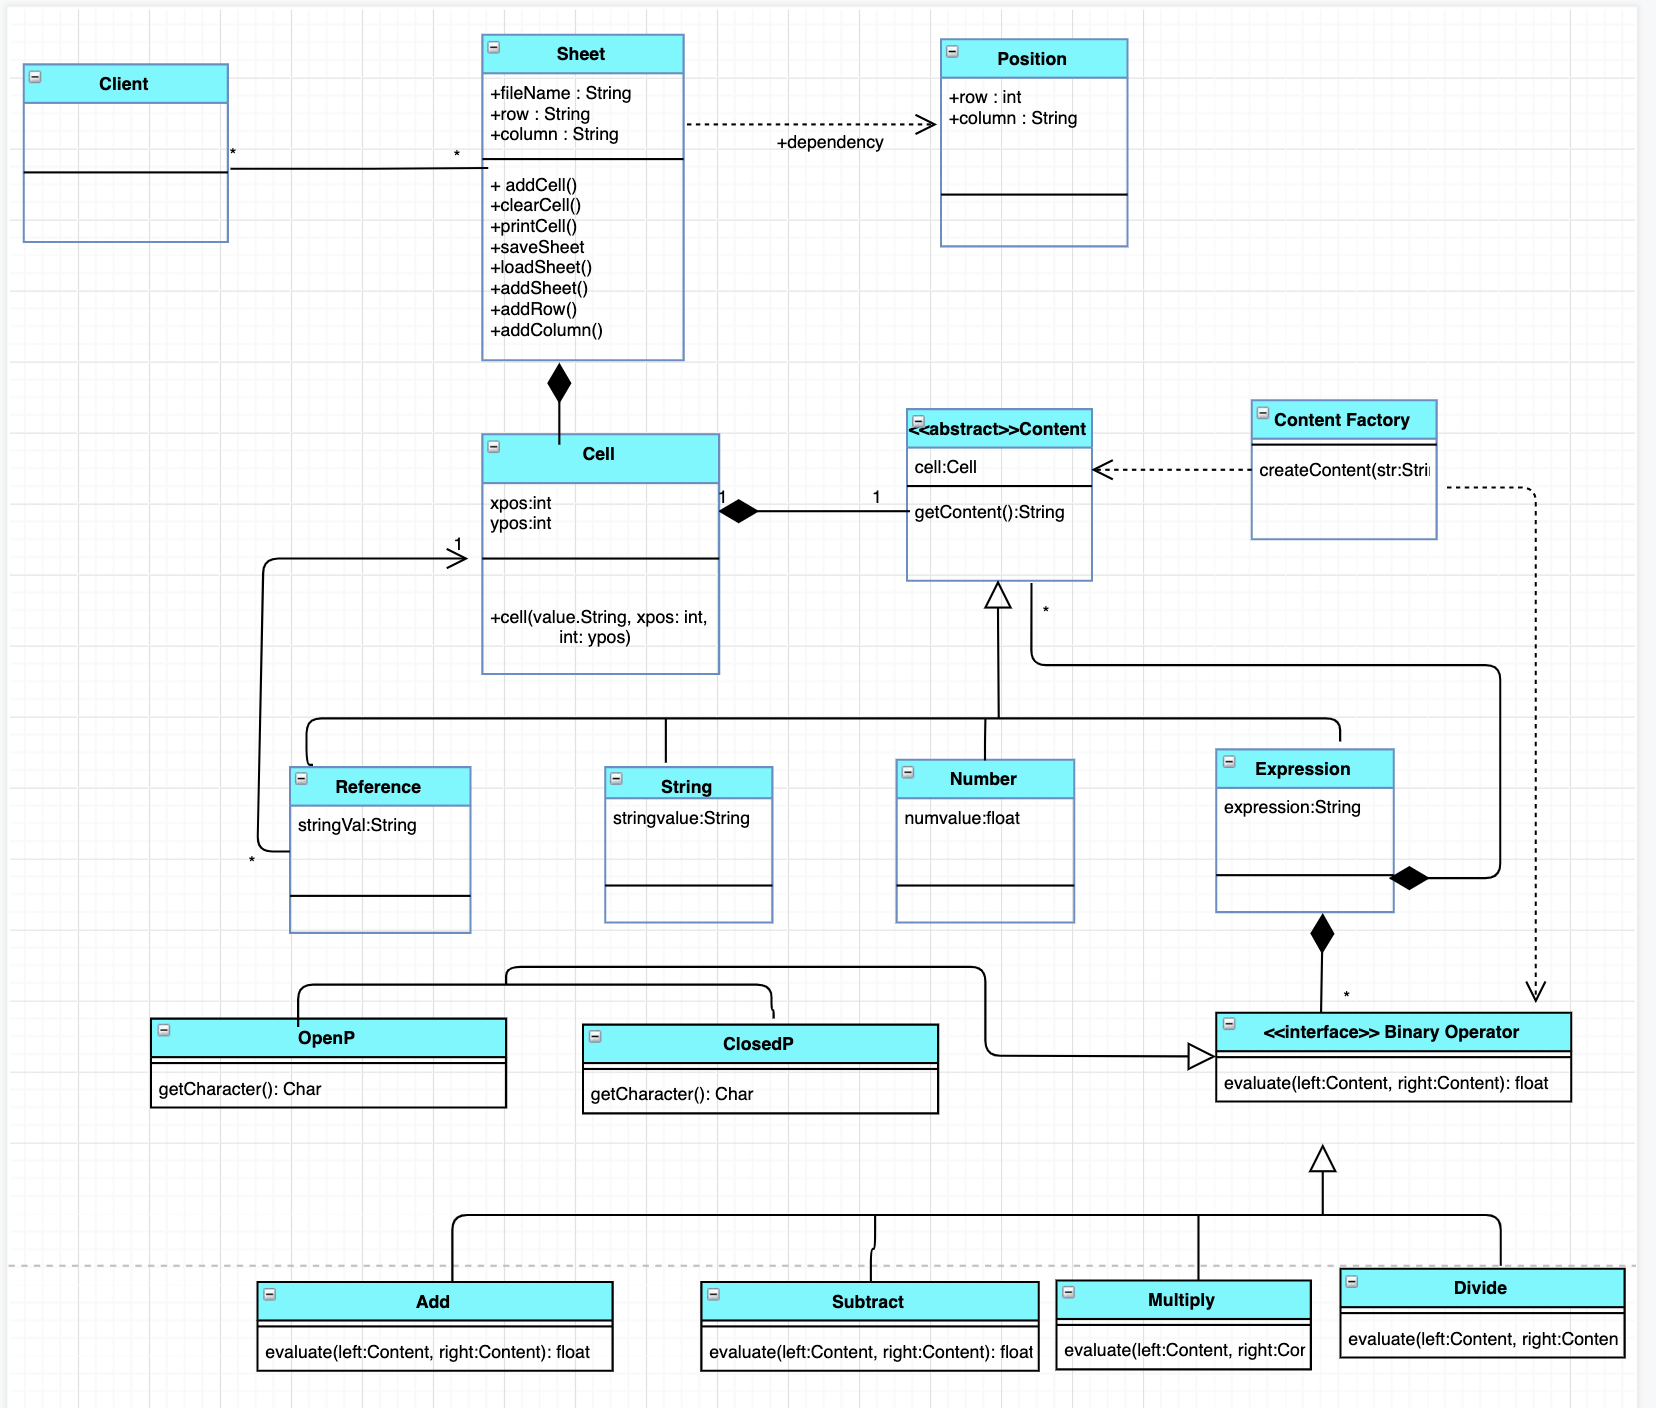 Client
*
*
Sheet
+fileName : String
+row : String
+column : String
+ addCell()
+clearCell()
+printCell()
+saveSheet
+loadSheet()
+addSheet()
+addRow()
+addColumn()
+dependency
Position
+row : int
+column : String
Cell
xpos:int
ypos:int
+cell(value.String, xpos: int,
int: ypos)
1
1
1
<<abstract>>Content
cell:Cell
getContent():String
*
Content Factory
createContent(str:Stri
Reference
stringVal:String
*
String
stringvalue:String
Number
numvalue:float
Expression
expression:String
*
OpenP
getCharacter(): Char
ClosedP
getCharacter(): Char
<<interface>> Binary Operator
evaluate(left:Content, right:Content): float
Add
evaluate(left:Content, right:Content): float
Subtract
evaluate(left:Content, right:Content): float
Multiply
evaluate(left:Content, right:Cor
Divide
evaluate(left:Content, right:Conten